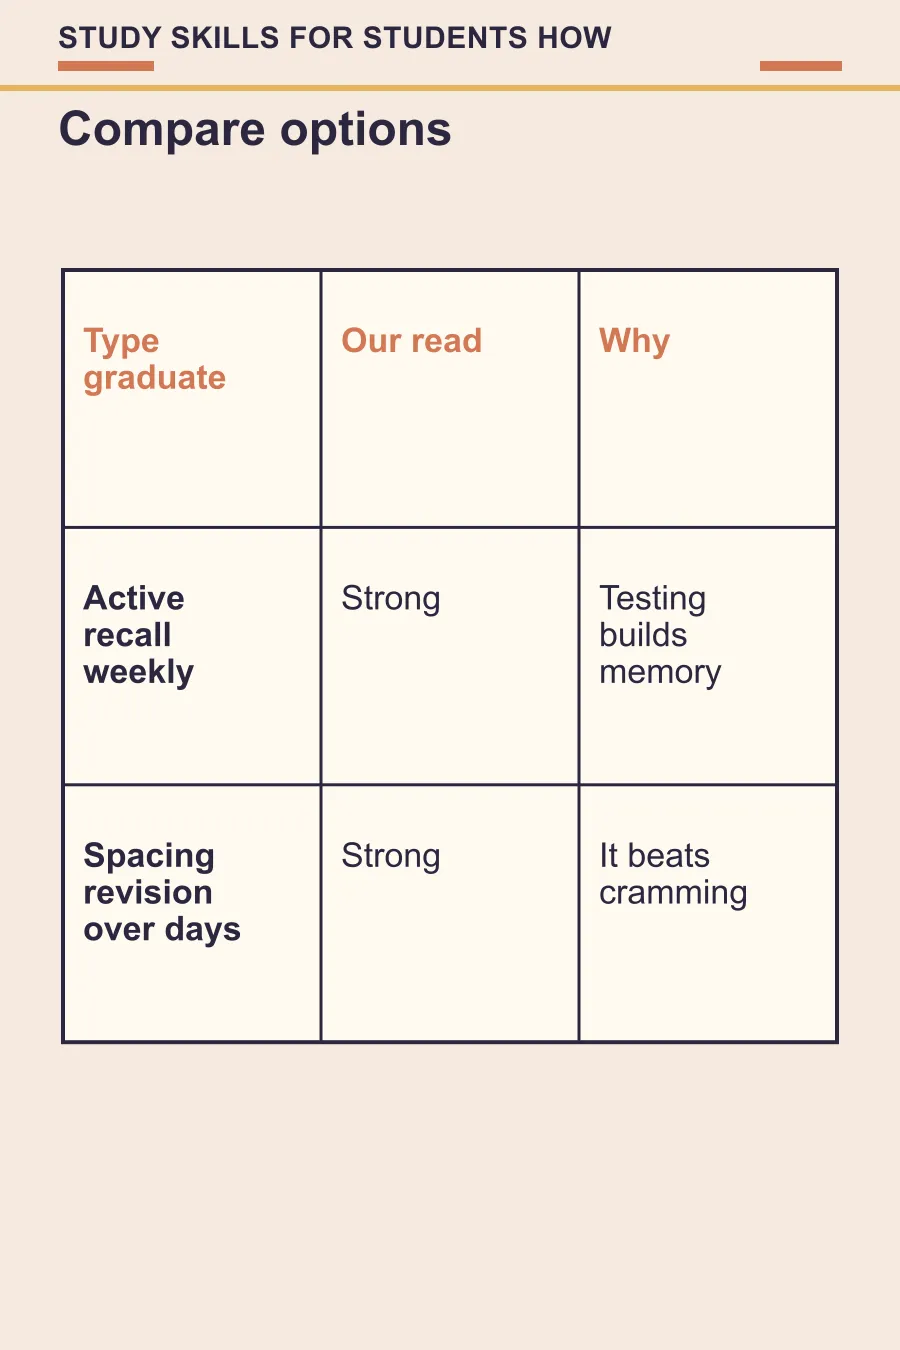 STUDY SKILLS FOR STUDENTS HOW
Compare options
Type
graduate
Our read
Why
Active
recall
weekly
Strong
Testing
builds
memory
Spacing
revision
over days
Strong
It beats
cramming